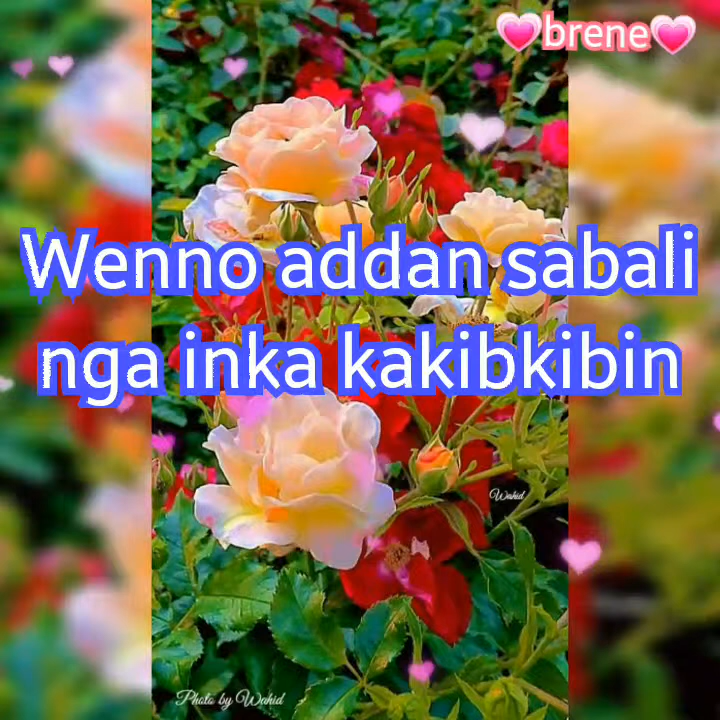 💗brene💗
Wenno addan sabali
nga inka kakibkibin
Wahid
Photo by Wahid